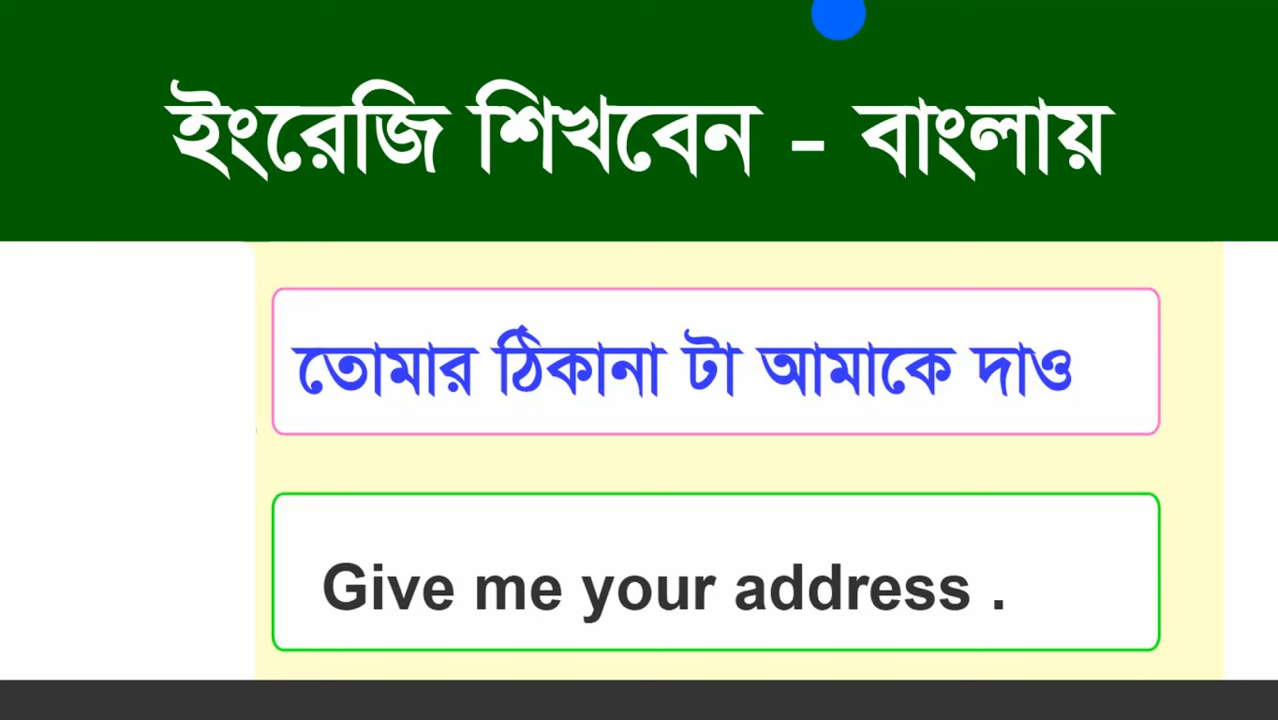 ইংরেজি শিখবেন - বাংলায়
তোমার ঠিকানা টা আমাকে দাও
Give me your address .